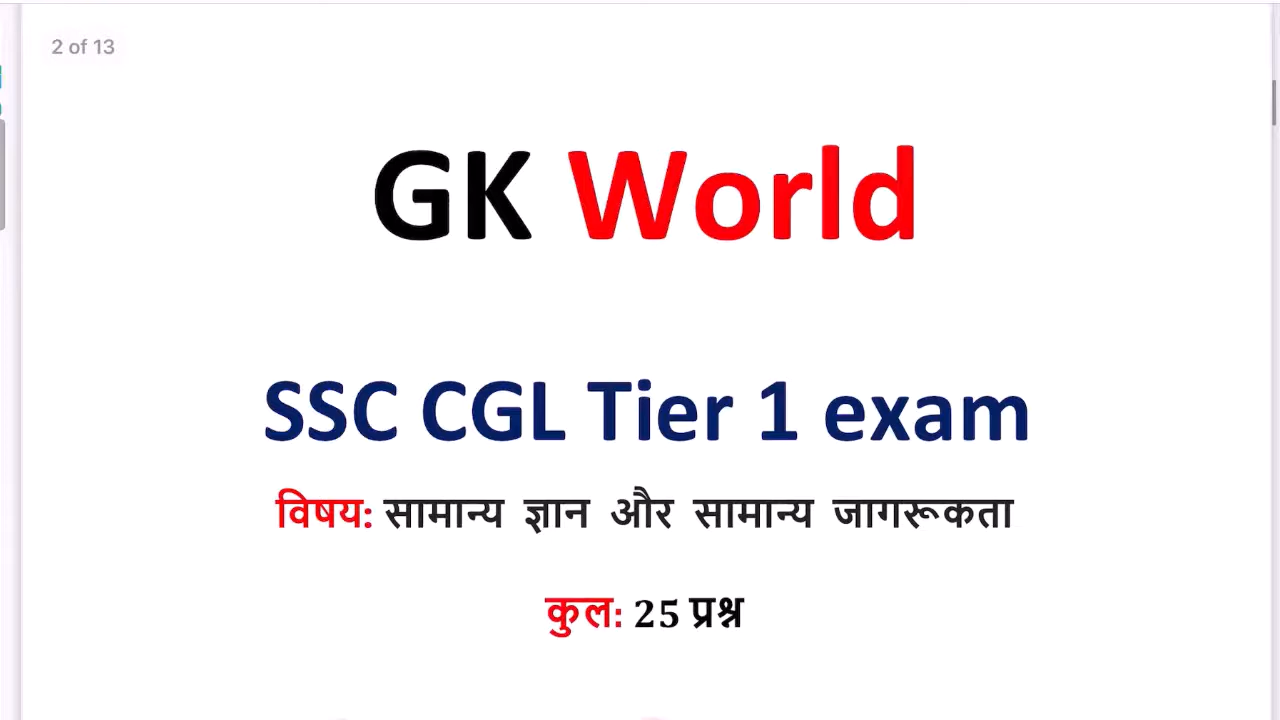 2 of 13
GK World
SSC CGL Tier 1 exam
विषय: सामान्य ज्ञान और सामान्य जागरूकता
कुल: 25 प्रश्न